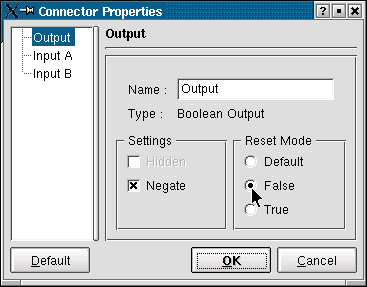 Connector Properties
Output
Input A
Input B
Output
Name : Output
Type : Boolean Output
Settings
Hidden
Negate
Reset Mode
Default
False
True
Default
OK
Cancel